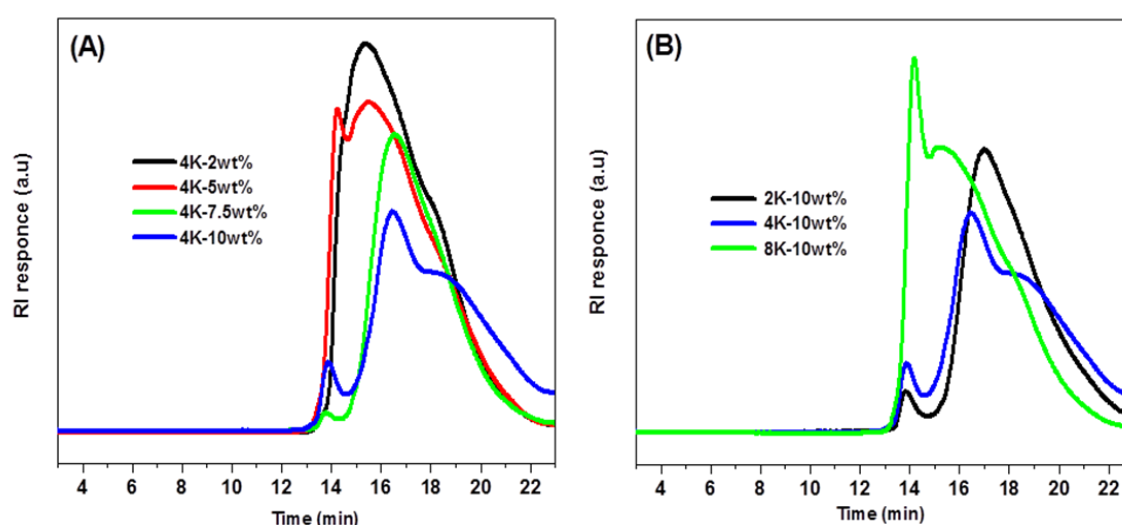 (A)
RI responce (a.u)
4K-2wt%
4K-5wt%
4K-7.5wt%
4K-10wt%
4 6 8 10 12 14 16 18 20 22
Time (min)
(B)
RI responce (a.u)
2K-10wt%
4K-10wt%
8K-10wt%
4 6 8 10 12 14 16 18 20 22
Time (min)